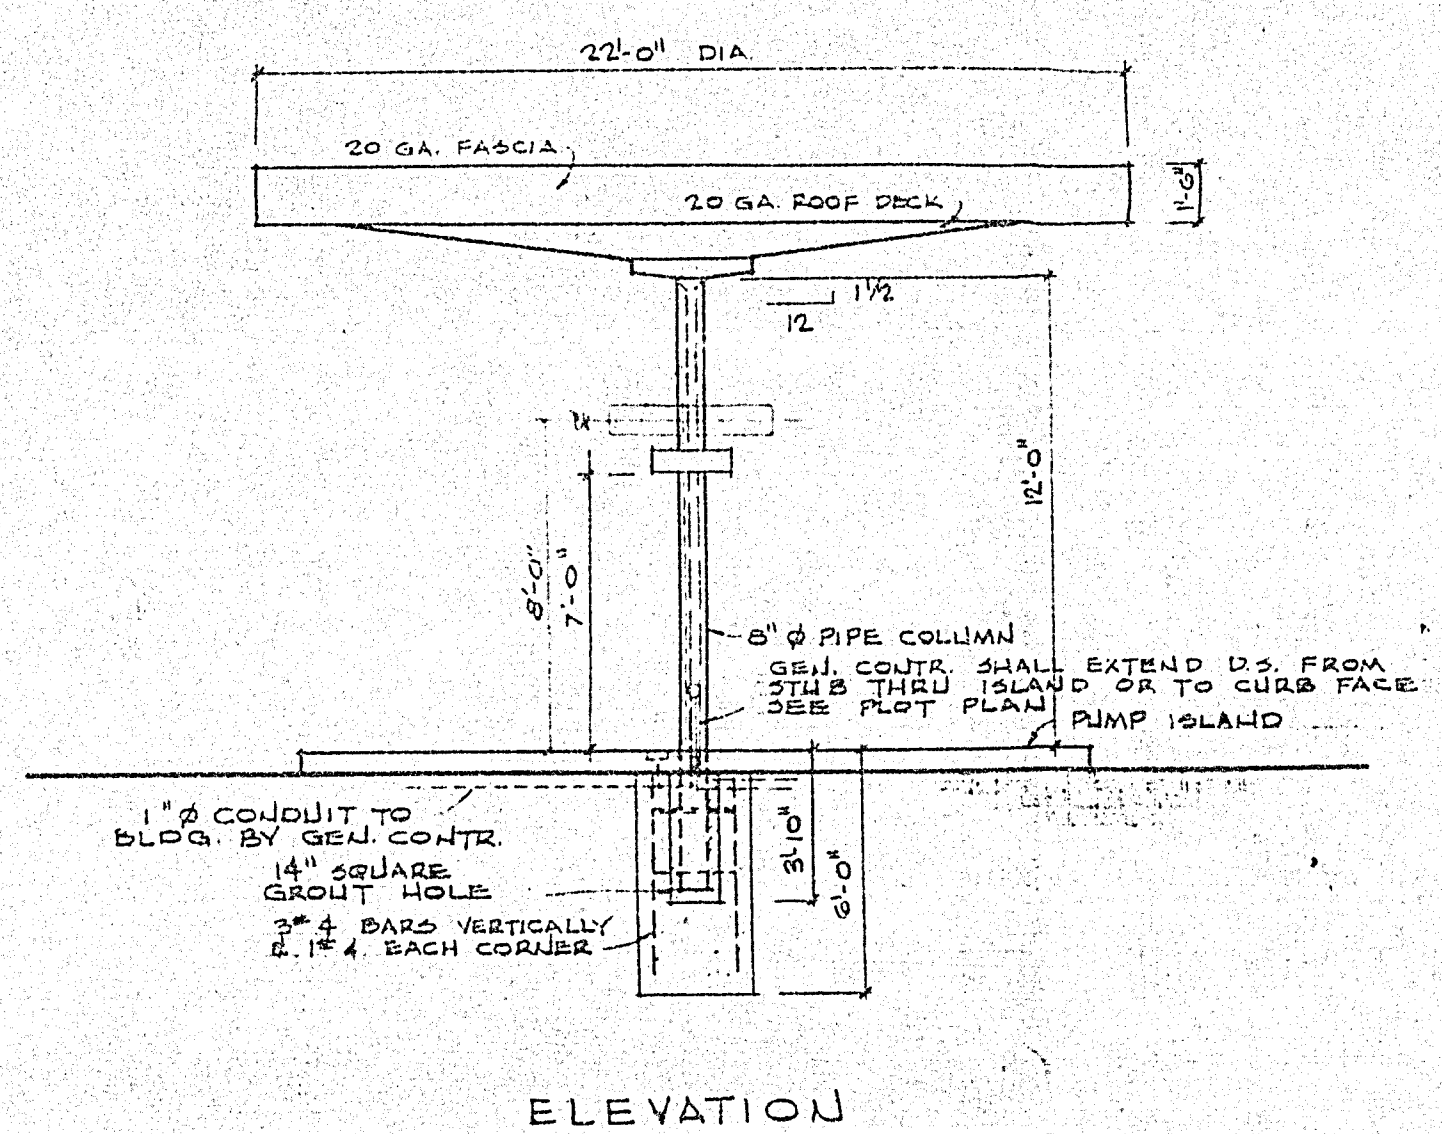 22'-0" DIA.
20 GA. FASCIA
20 GA. ROOF DECK
1'-6"
1 1/2
12
12'-0"
8'-0"
7'-0"
8" Ø PIPE COLUMN
GEN. CONTR. SHALL EXTEND D.S. FROM
STUB THRU ISLAND OR TO CURB FACE
SEE PLOT PLAN
PUMP ISLAND
1" Ø CONDUIT TO
BLDG. BY GEN. CONTR.
14" SQUARE
GROUT HOLE
3'-10"
6'-0"
3 #4 BARS VERTICALLY
& 1 #4 EACH CORNER
ELEVATION